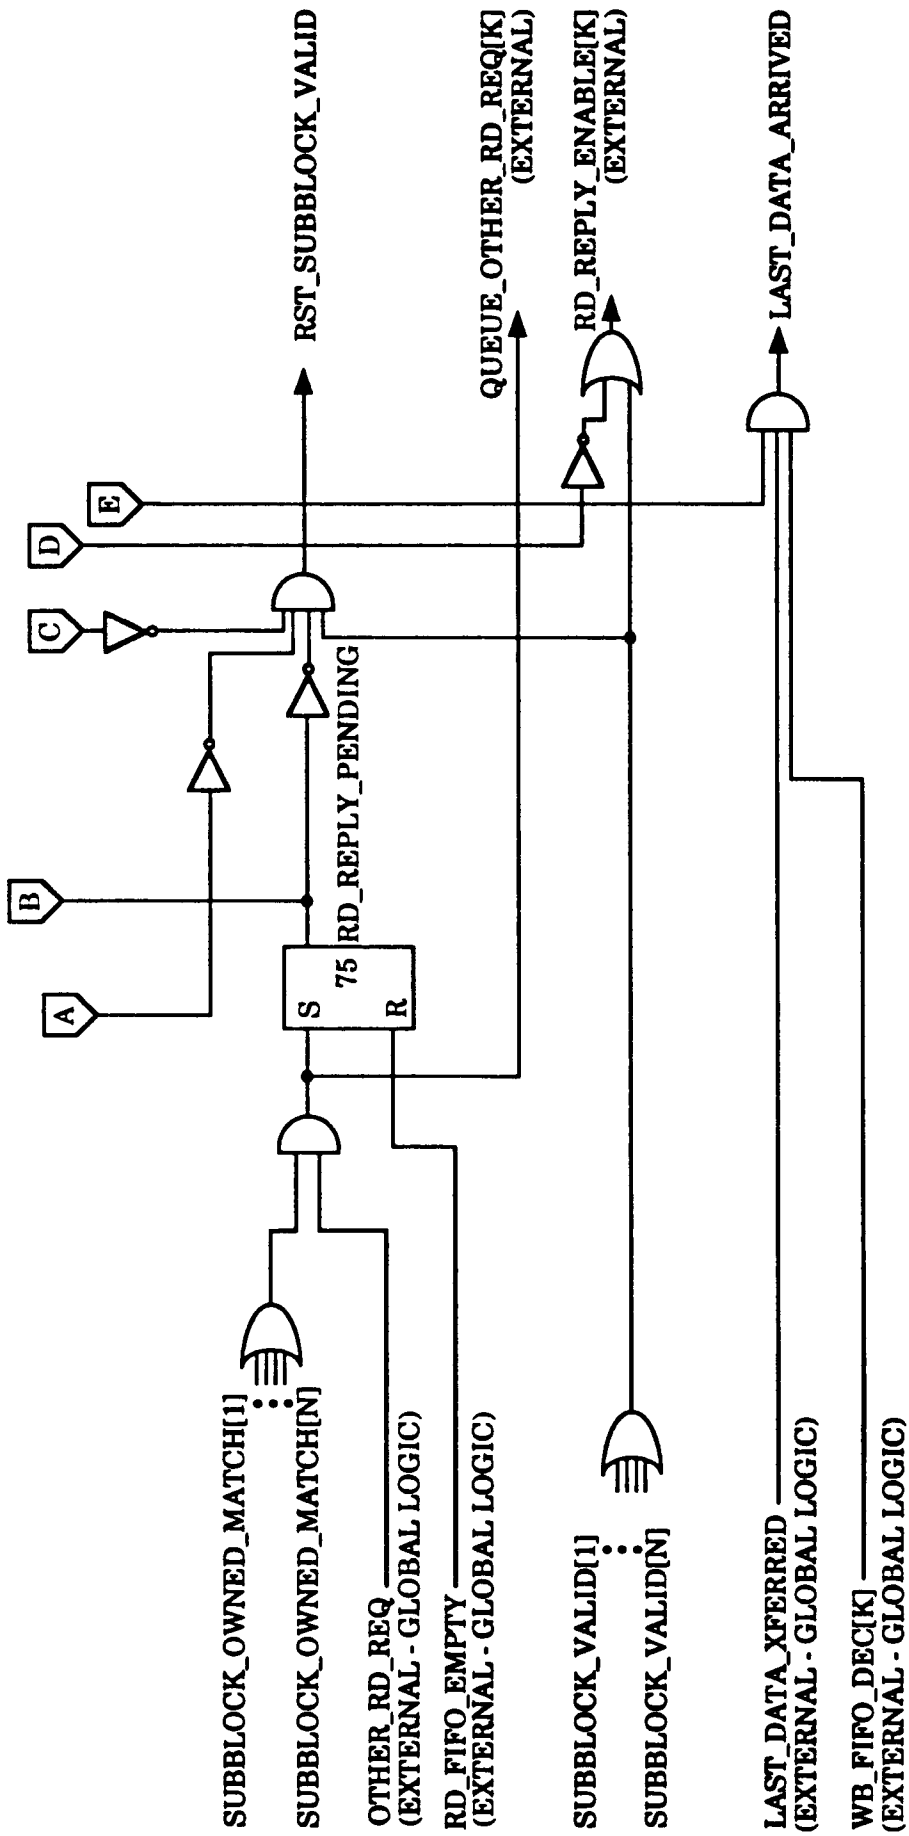 A
B
C
D
E
SUBBLOCK_OWNED_MATCH[1]
SUBBLOCK_OWNED_MATCH[N]
OTHER_RD_REQ
(EXTERNAL - GLOBAL LOGIC)
RD_FIFO_EMPTY
(EXTERNAL - GLOBAL LOGIC)
S
R
75
RD_REPLY_PENDING
RST_SUBBLOCK_VALID
QUEUE_OTHER_RD_REQ[K]
(EXTERNAL)
SUBBLOCK_VALID[1]
SUBBLOCK_VALID[N]
RD_REPLY_ENABLE[K]
(EXTERNAL)
LAST_DATA_XFERRED
(EXTERNAL - GLOBAL LOGIC)
WB_FIFO_DEC[K]
(EXTERNAL - GLOBAL LOGIC)
LAST_DATA_ARRIVED